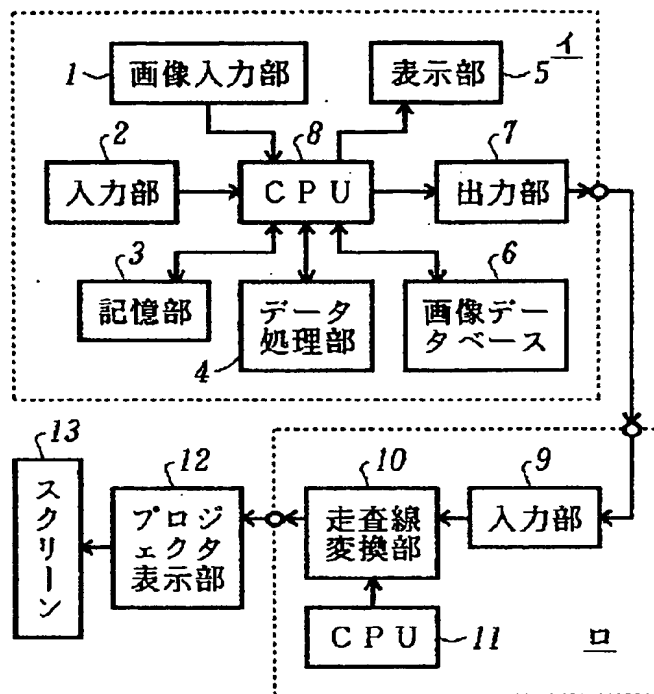 イ
1 画像入力部
表示部 5
2
入力部
8
CPU
7
出力部
3
記憶部
4
データ
処理部
6
画像デー
タベース
13
スクリーン
12
プロジ
ェクタ
表示部
10
走査線
変換部
9
入力部
CPU 11
ロ